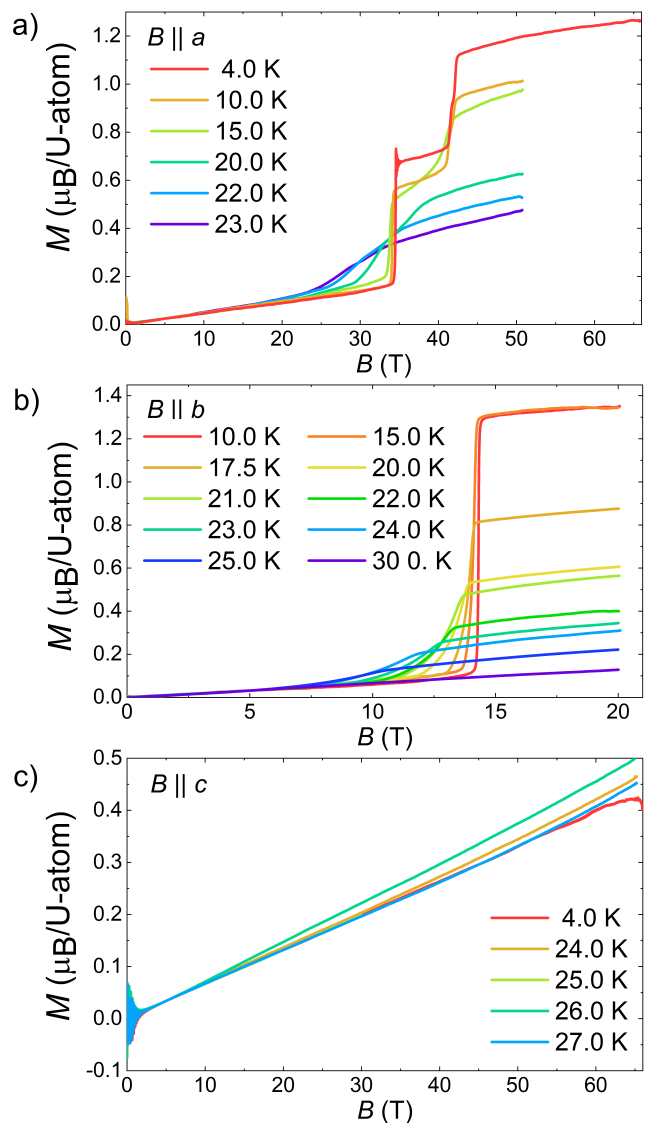 a)
B || a
4.0 K
10.0 K
15.0 K
20.0 K
22.0 K
23.0 K
M (μB/U-atom)
1.2
1.0
0.8
0.6
0.4
0.2
0.0
0 10 20 30 40 50 60
B (T)
b)
B || b
10.0 K 15.0 K
17.5 K 20.0 K
21.0 K 22.0 K
23.0 K 24.0 K
25.0 K 30 0. K
M (μB/U-atom)
1.4
1.2
1.0
0.8
0.6
0.4
0.2
0.0
0 5 10 15 20
B (T)
c)
B || c
M (μB/U-atom)
0.5
0.4
0.3
0.2
0.1
0.0
-0.1
4.0 K
24.0 K
25.0 K
26.0 K
27.0 K
0 10 20 30 40 50 60
B (T)